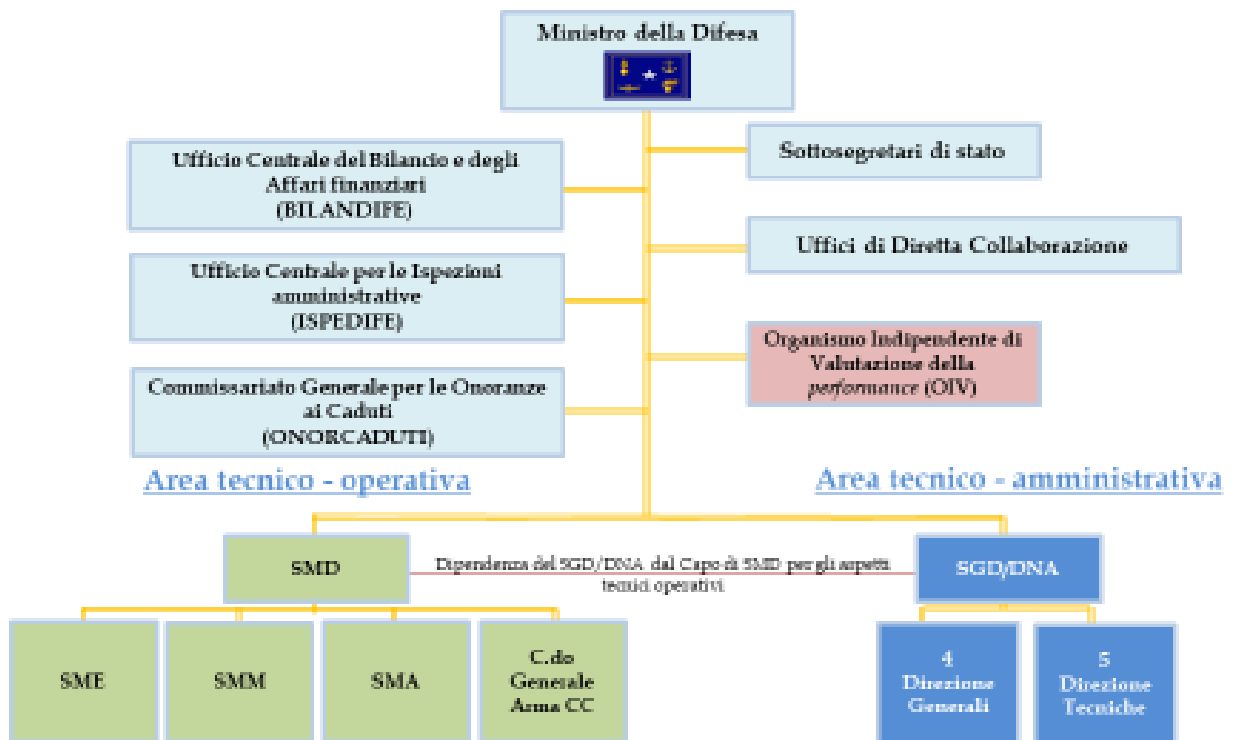 Ministro della Difesa
Ufficio Centrale del Bilancio e degli
Affari finanziari
(BILANDIFE)
Sottosegretari di stato
Uffici di Diretta Collaborazione
Ufficio Centrale per le Ispezioni
amministrative
(ISPEDIFE)
Organismo Indipendente di
Valutazione della
performance (OIV)
Commissariato Generale per le Onoranze
ai Caduti
(ONORCADUTI)
Area tecnico - operativa
Area tecnico - amministrativa
SMD
Dipendenza del SGD/DNA dal Capo di SMD per gli aspetti
tecnici operativi
SGD/DNA
SME
SMM
SMA
C.do
Generale
Arma CC
4
Direzione
Generali
5
Direzione
Tecniche